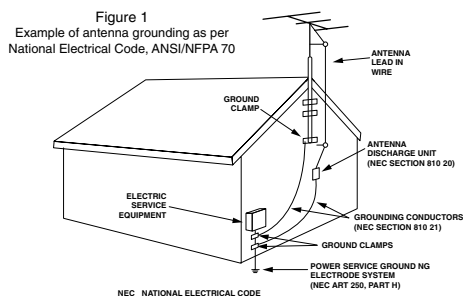 Figure 1
Example of antenna grounding as per
National Electrical Code, ANSI/NFPA 70
ANTENNA
LEAD IN
WIRE
GROUND
CLAMP
ANTENNA
DISCHARGE UNIT
(NEC SECTION 810 20)
ELECTRIC
SERVICE
EQUIPMENT
GROUNDING CONDUCTORS
(NEC SECTION 810 21)
GROUND CLAMPS
POWER SERVICE GROUND NG
ELECTRODE SYSTEM
(NEC ART 250, PART H)
NEC NATIONAL ELECTRICAL CODE